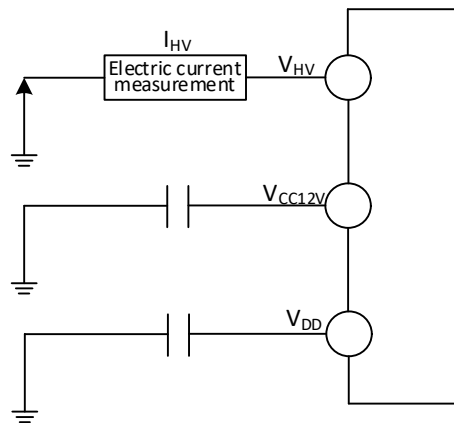 I_HV
Electric current
measurement
V_HV
V_CC12V
V_DD